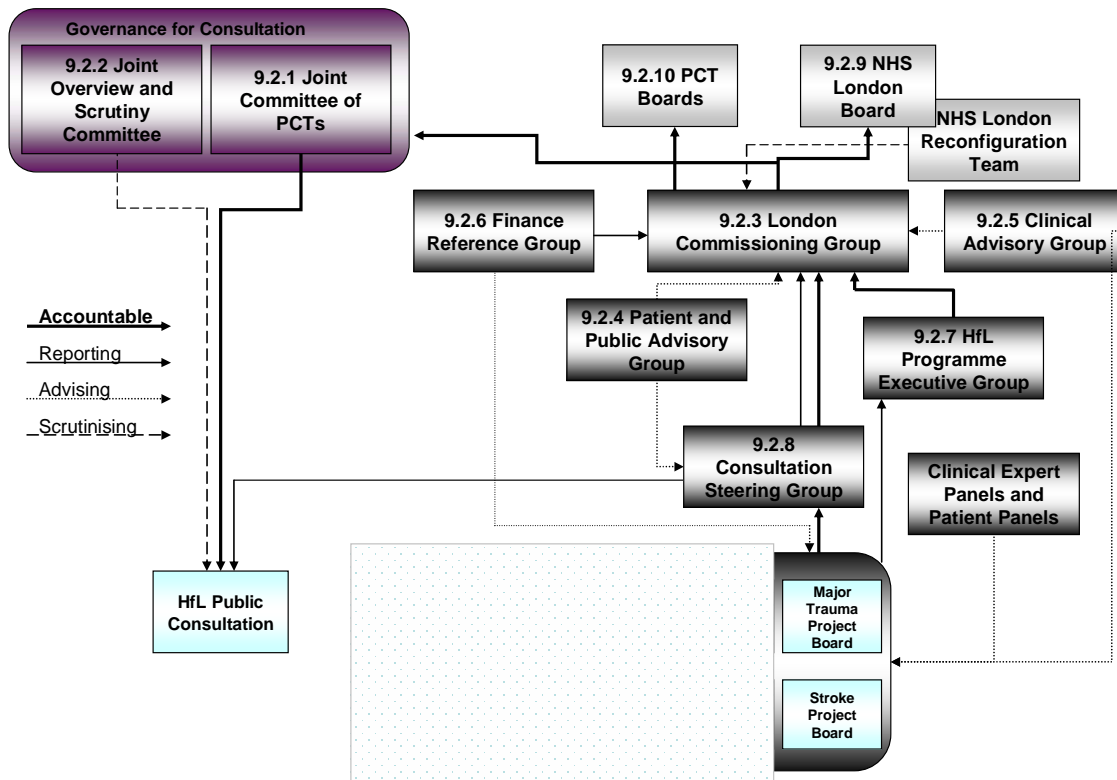 Governance for Consultation
9.2.2 Joint
Overview and
Scrutiny
Committee
9.2.1 Joint
Committee of
PCTs
9.2.10 PCT
Boards
9.2.9 NHS
London
Board
NHS London
Reconfiguration
Team
9.2.6 Finance
Reference Group
9.2.3 London
Commissioning Group
9.2.5 Clinical
Advisory Group
Accountable
Reporting
Advising
Scrutinising
9.2.4 Patient and
Public Advisory
Group
9.2.7 HfL
Programme
Executive Group
9.2.8
Consultation
Steering Group
Clinical Expert
Panels and
Patient Panels
HfL Public
Consultation
Major
Trauma
Project
Board
Stroke
Project
Board